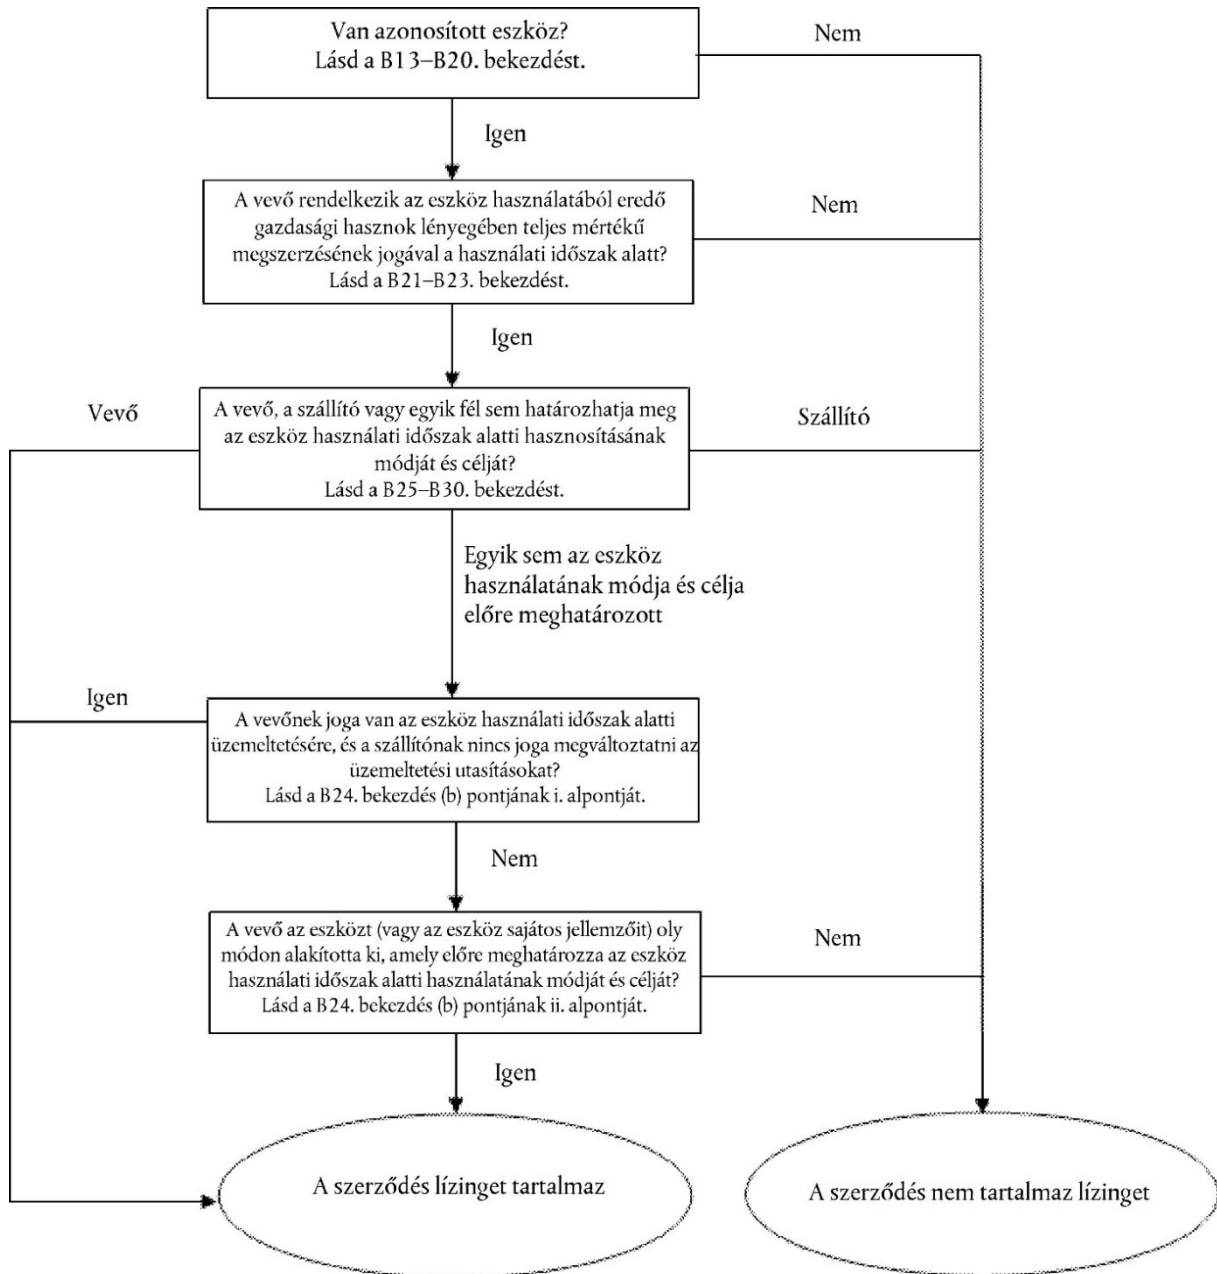 Van azonosított eszköz?
Lásd a B13–B20. bekezdést.
Nem
Igen
A vevő rendelkezik az eszköz használatából eredő
gazdasági hasznok lényegében teljes mértékű
megszerzésének jogával a használati időszak alatt?
Lásd a B21–B23. bekezdést.
Nem
Igen
Vevő
A vevő, a szállító vagy egyik fél sem határozhatja meg
az eszköz használati időszak alatti hasznosításának
módját és célját?
Lásd a B25–B30. bekezdést.
Szállító
Egyik sem az eszköz
használatának módja és célja
előre meghatározott
Igen
A vevőnek joga van az eszköz használati időszak alatti
üzemeltetésére, és a szállítónak nincs joga megváltoztatni az
üzemeltetési utasításokat?
Lásd a B24. bekezdés (b) pontjának i. alpontját.
Nem
A vevő az eszközt (vagy az eszköz sajátos jellemzőit) oly
módon alakította ki, amely előre meghatározza az eszköz
használati időszak alatti használatának módját és célját?
Lásd a B24. bekezdés (b) pontjának ii. alpontját.
Nem
Igen
A szerződés lízinget tartalmaz
A szerződés nem tartalmaz lízinget